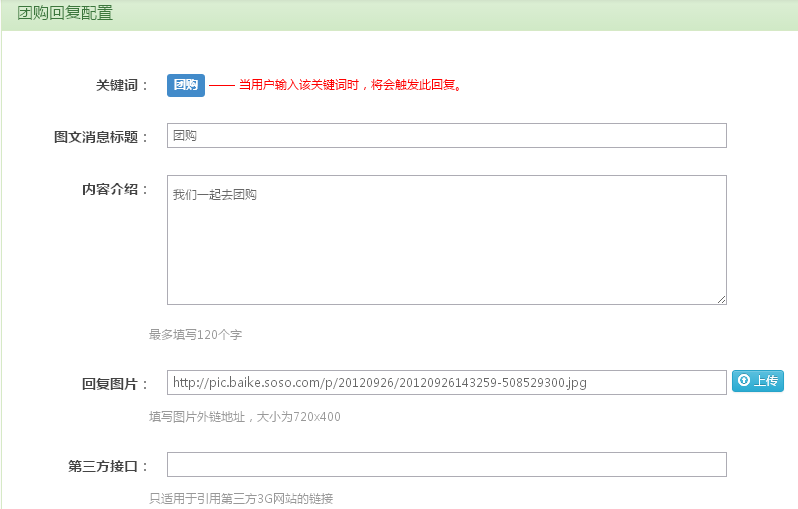 团购回复配置
关键词： 团购 —— 当用户输入该关键词时，将会触发此回复。
图文消息标题： 团购
内容介绍： 我们一起去团购
最多填写120个字
回复图片： http://pic.baike.soso.com/p/20120926/20120926143259-508529300.jpg 上传
填写图片外链地址，大小为720x400
第三方接口：
只适用于引用第三方3G网站的链接